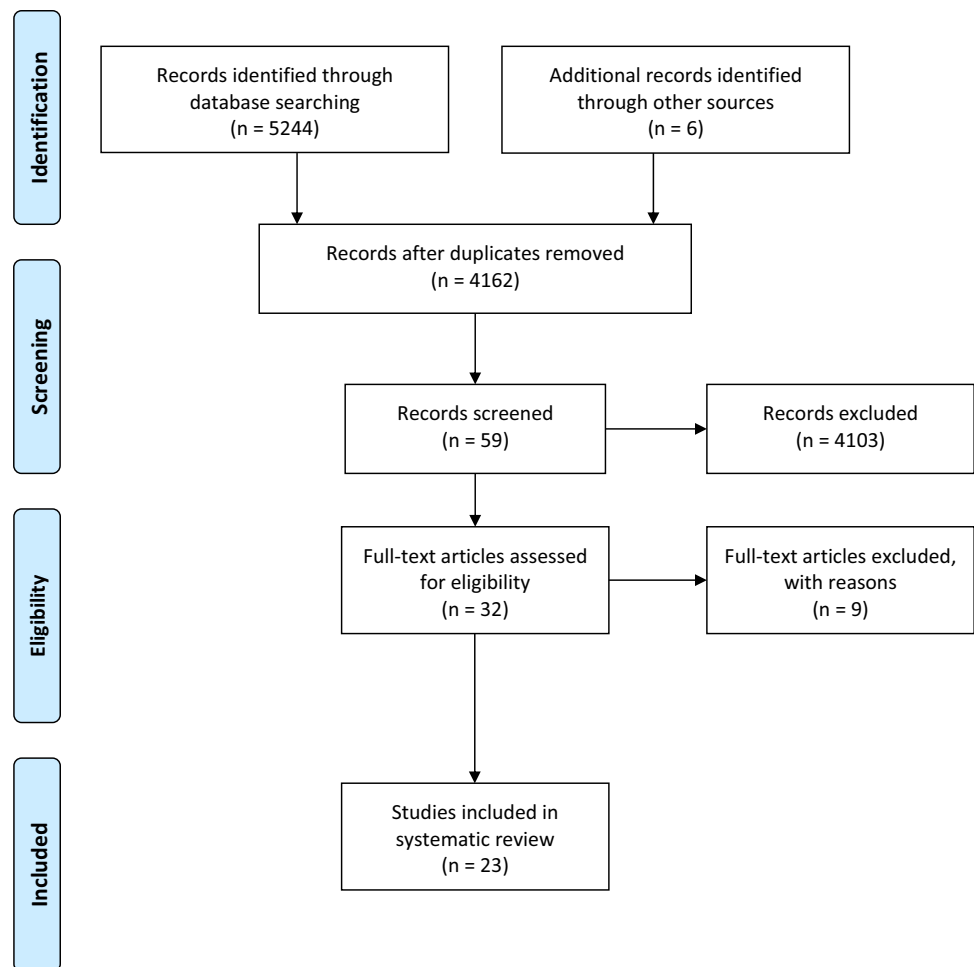 Identification
Records identified through
database searching
(n = 5244)
Additional records identified
through other sources
(n = 6)
Records after duplicates removed
(n = 4162)
Screening
Records screened
(n = 59)
Records excluded
(n = 4103)
Eligibility
Full-text articles assessed
for eligibility
(n = 32)
Full-text articles excluded,
with reasons
(n = 9)
Included
Studies included in
systematic review
(n = 23)